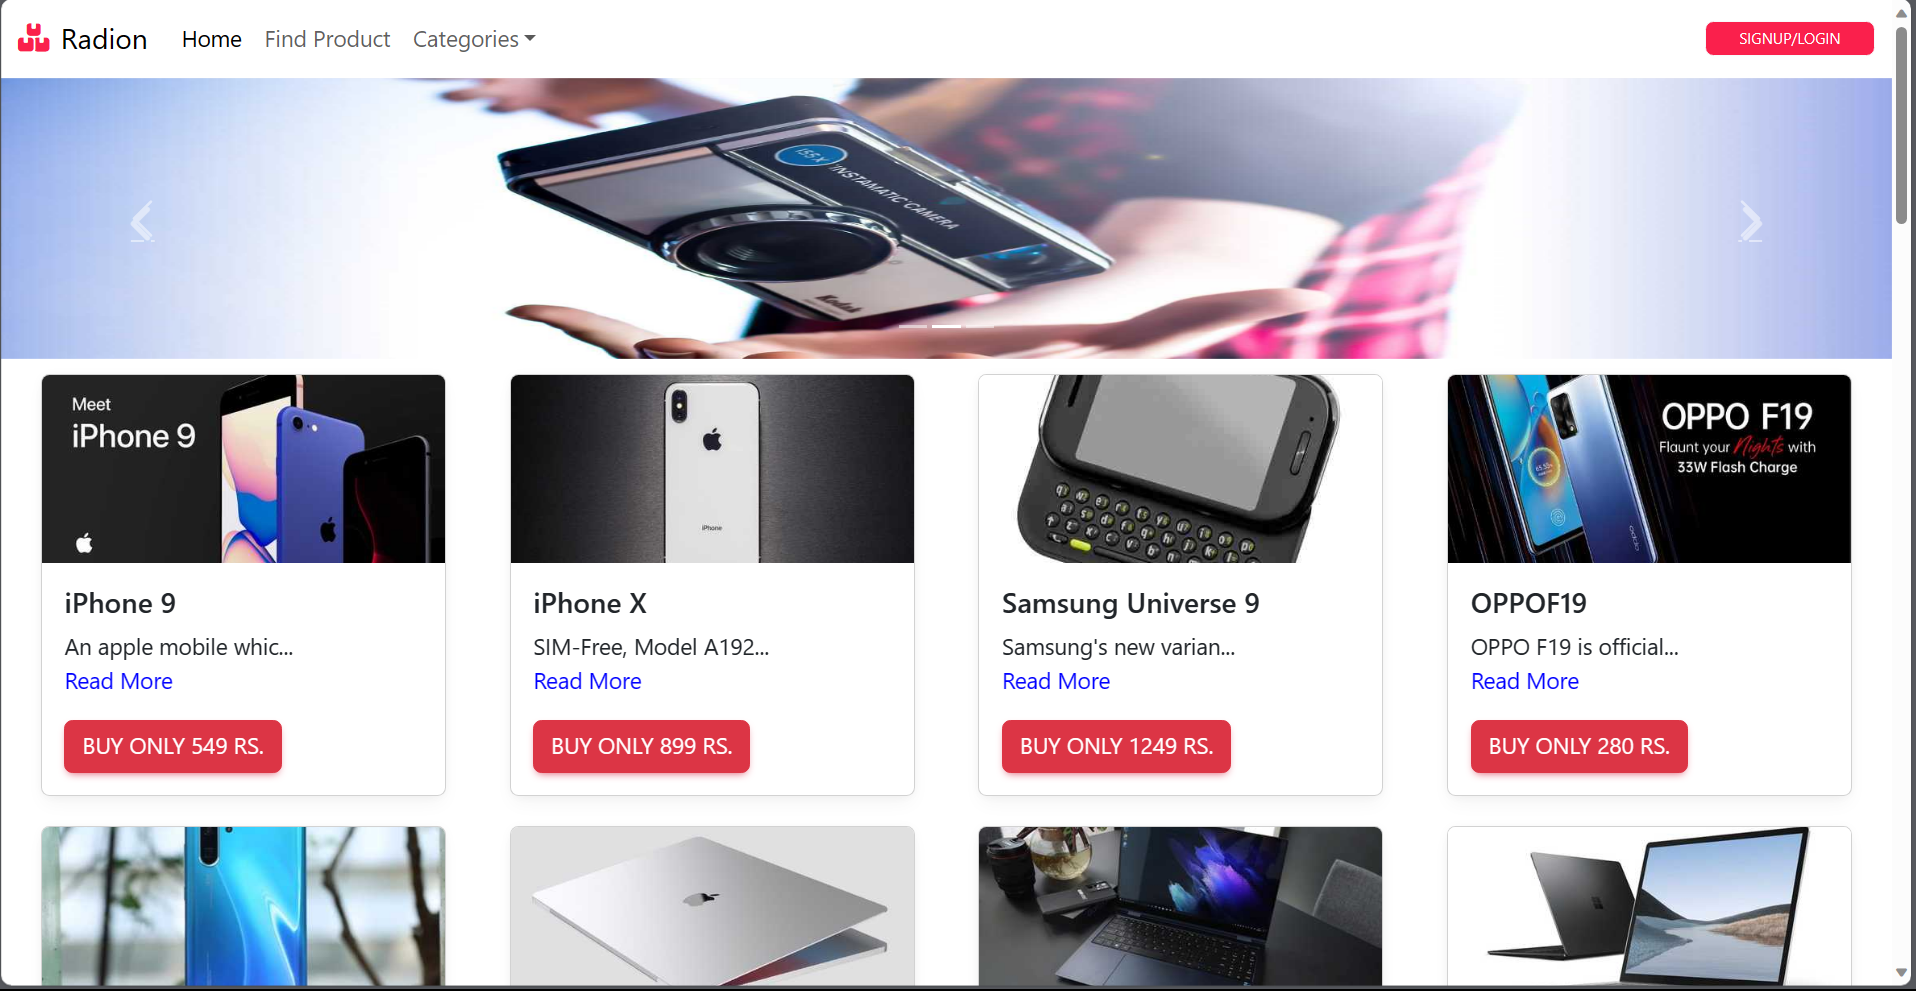 Radion
Home
Find Product
Categories
SIGNUP/LOGIN
155X
INSTAMATIC CAMERA
Kodak
Meet
iPhone 9
iPhone
OPPO F19
Flaunt your Nights with
33W Flash Charge
iPhone 9
An apple mobile whic...
Read More
BUY ONLY 549 RS.
iPhone X
SIM-Free, Model A192...
Read More
BUY ONLY 899 RS.
Samsung Universe 9
Samsung's new varian...
Read More
BUY ONLY 1249 RS.
OPPOF19
OPPO F19 is official...
Read More
BUY ONLY 280 RS.